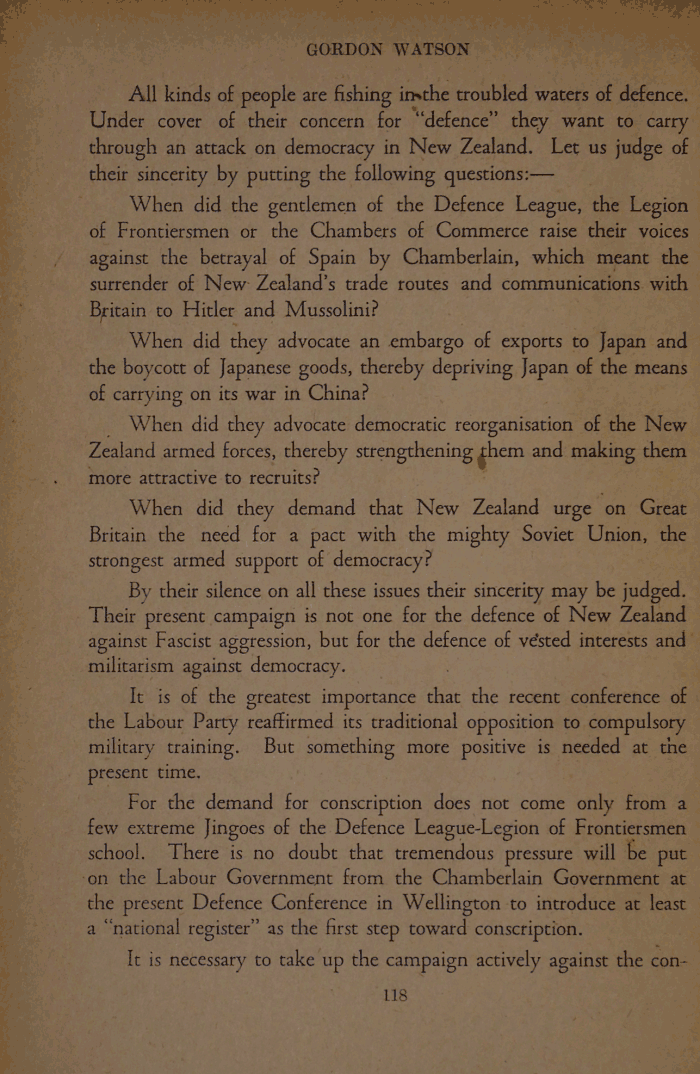 GORDON WATSON
All kinds of people are fishing in the troubled waters of defence.
Under cover of their concern for "defence" they want to carry
through an attack on democracy in New Zealand. Let us judge of
their sincerity by putting the following questions:—
When did the gentlemen of the Defence League, the Legion
of Frontiersmen or the Chambers of Commerce raise their voices
against the betrayal of Spain by Chamberlain, which meant the
surrender of New Zealand's trade routes and communications with
Britain to Hitler and Mussolini?
When did they advocate an embargo of exports to Japan and
the boycott of Japanese goods, thereby depriving Japan of the means
of carrying on its war in China?
When did they advocate democratic reorganisation of the New
Zealand armed forces, thereby strengthening them and making them
more attractive to recruits?
When did they demand that New Zealand urge on Great
Britain the need for a pact with the mighty Soviet Union, the
strongest armed support of democracy?
By their silence on all these issues their sincerity may be judged.
Their present campaign is not one for the defence of New Zealand
against Fascist aggression, but for the defence of vested interests and
militarism against democracy.
It is of the greatest importance that the recent conference of
the Labour Party reaffirmed its traditional opposition to compulsory
military training. But something more positive is needed at the
present time.
For the demand for conscription does not come only from a
few extreme Jingoes of the Defence League-Legion of Frontiersmen
school. There is no doubt that tremendous pressure will be put
on the Labour Government from the Chamberlain Government at
the present Defence Conference in Wellington to introduce at least
a "national register" as the first step toward conscription.
It is necessary to take up the campaign actively against the con-
118